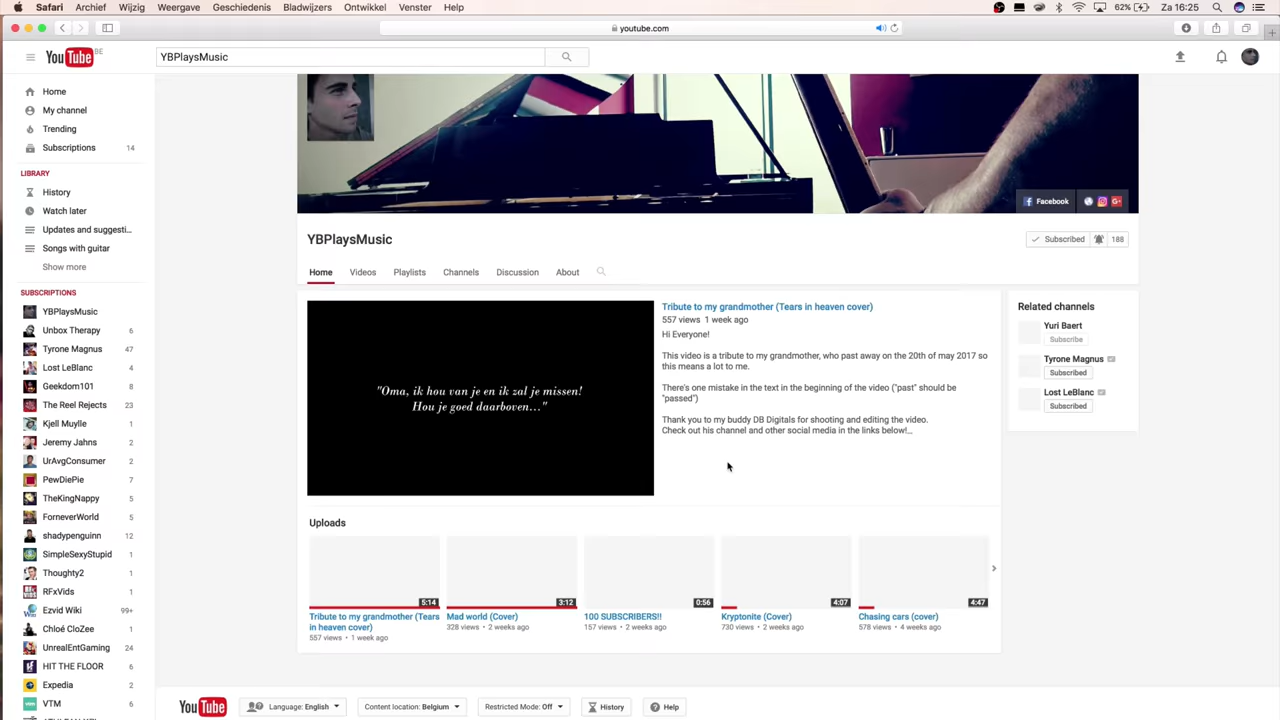 Safari Archief Wijzig Weergave Geschiedenis Bladwijzers Ontwikkel Venster Help 62% Za 16:25
youtube.com
YouTube BE YBPlaysMusic
Home
My channel
Trending
Subscriptions 14
LIBRARY
History
Watch later
Updates and suggesti...
Songs with guitar
Show more
SUBSCRIPTIONS
YBPlaysMusic
Unbox Therapy 6
Tyrone Magnus 47
Lost LeBlanc 4
Geekdom101 8
The Reel Rejects 23
Kjell Muylle 1
Jeremy Jahns 2
UrAvgConsumer 2
PewDiePie 7
TheKingNappy 5
ForneverWorld 5
shadypenguinn 12
SimpleSexyStupid 1
Thoughty2 1
RFxVids 1
Ezvid Wiki 99+
Chloé CloZee 1
UnrealEntGaming 24
HIT THE FLOOR 6
Expedia 2
VTM 6
Facebook
YBPlaysMusic
Subscribed 188
Home Videos Playlists Channels Discussion About
"Oma, ik hou van je en ik zal je missen!
Hou je goed daarboven..."
Tribute to my grandmother (Tears in heaven cover)
557 views 1 week ago
Hi Everyone!
This video is a tribute to my grandmother, who past away on the 20th of may 2017 so
this means a lot to me.
There's one mistake in the text in the beginning of the video ("past" should be
"passed")
Thank you to my buddy DB Digitals for shooting and editing the video.
Check out his channel and other social media in the links below!...
Related channels
Yuri Baert
Subscribe
Tyrone Magnus
Subscribed
Lost LeBlanc
Subscribed
Uploads
5:14 3:12 0:56 4:07 4:47
Tribute to my grandmother (Tears
in heaven cover)
557 views • 1 week ago
Mad world (Cover)
328 views • 2 weeks ago
100 SUBSCRIBERS!!
157 views • 2 weeks ago
Kryptonite (Cover)
730 views • 2 weeks ago
Chasing cars (cover)
578 views • 4 weeks ago
YouTube Language: English Content location: Belgium Restricted Mode: Off History Help